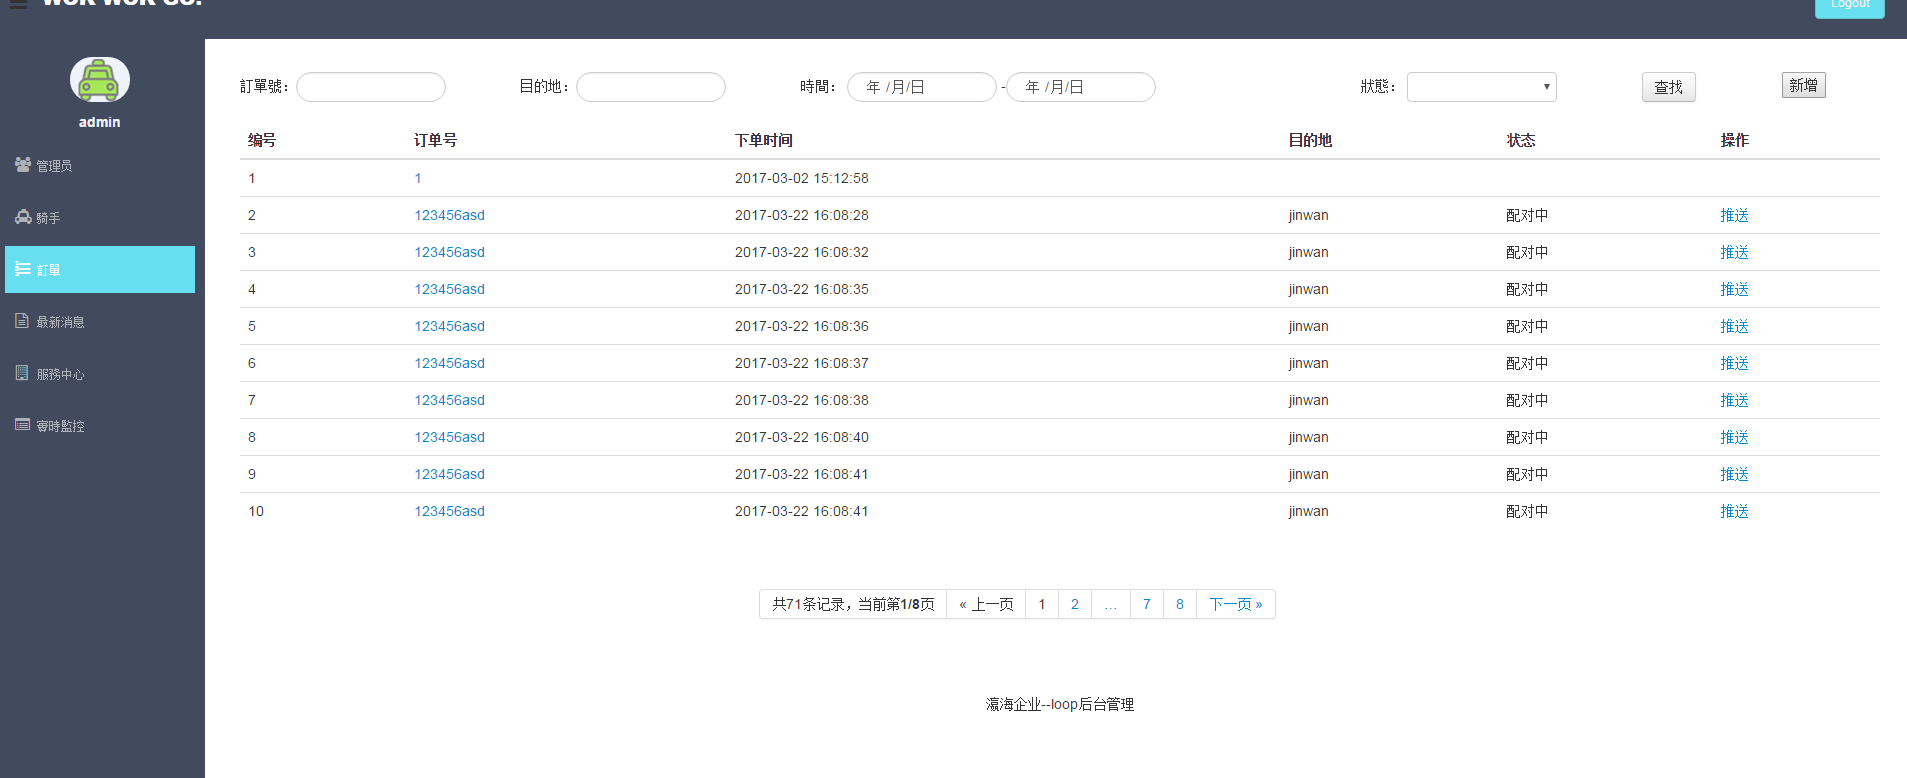 Logout
admin
管理员
騎手
訂單
最新消息
服務中心
實時監控
訂單號： 目的地： 時間： 年 /月/日 - 年 /月/日 狀態： 查找 新增
编号 订单号 下单时间 目的地 状态 操作
1 1 2017-03-02 15:12:58
2 123456asd 2017-03-22 16:08:28 jinwan 配对中 推送
3 123456asd 2017-03-22 16:08:32 jinwan 配对中 推送
4 123456asd 2017-03-22 16:08:35 jinwan 配对中 推送
5 123456asd 2017-03-22 16:08:36 jinwan 配对中 推送
6 123456asd 2017-03-22 16:08:37 jinwan 配对中 推送
7 123456asd 2017-03-22 16:08:38 jinwan 配对中 推送
8 123456asd 2017-03-22 16:08:40 jinwan 配对中 推送
9 123456asd 2017-03-22 16:08:41 jinwan 配对中 推送
10 123456asd 2017-03-22 16:08:41 jinwan 配对中 推送
共71条记录，当前第1/8页 « 上一页 1 2 … 7 8 下一页 »
瀛海企业--loop后台管理